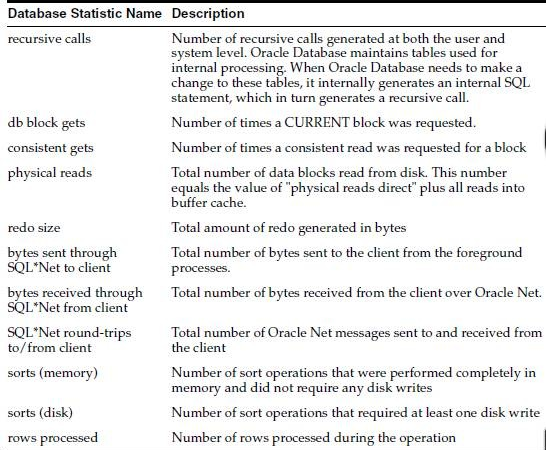 Database Statistic Name Description
recursive calls Number of recursive calls generated at both the user and
system level. Oracle Database maintains tables used for
internal processing. When Oracle Database needs to make a
change to these tables, it internally generates an internal SQL
statement, which in turn generates a recursive call.
db block gets Number of times a CURRENT block was requested.
consistent gets Number of times a consistent read was requested for a block
physical reads Total number of data blocks read from disk. This number
equals the value of "physical reads direct" plus all reads into
buffer cache.
redo size Total amount of redo generated in bytes
bytes sent through Total number of bytes sent to the client from the foreground
SQL*Net to client processes.
bytes received through Total number of bytes received from the client over Oracle Net.
SQL*Net from client
SQL*Net round-trips Total number of Oracle Net messages sent to and received from
to/from client the client
sorts (memory) Number of sort operations that were performed completely in
memory and did not require any disk writes
sorts (disk) Number of sort operations that required at least one disk write
rows processed Number of rows processed during the operation